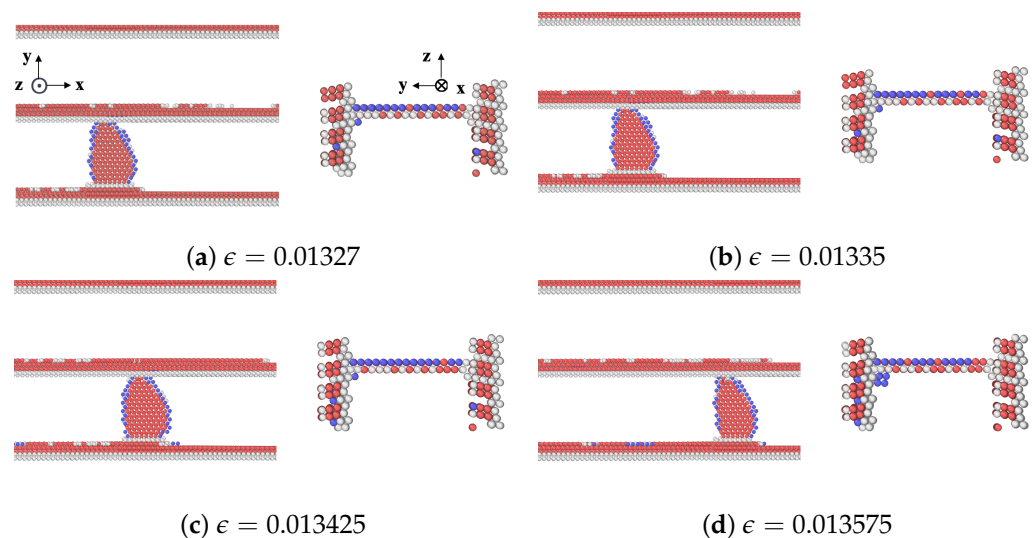 y
z
z x
y x
(a) ϵ = 0.01327
(b) ϵ = 0.01335
(c) ϵ = 0.013425
(d) ϵ = 0.013575